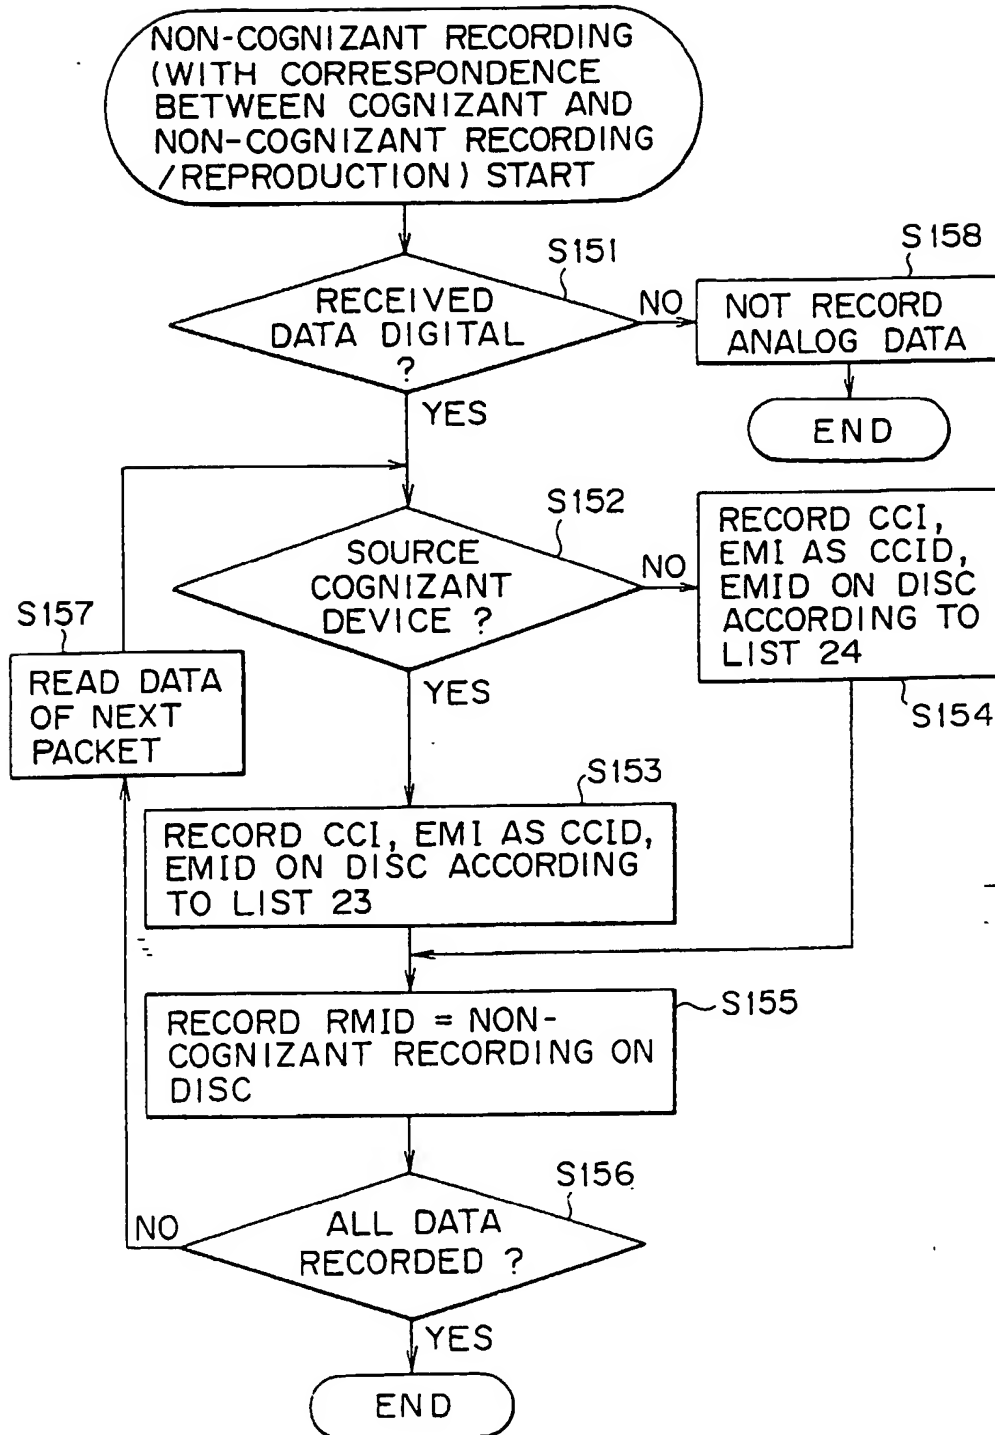 NON-COGNIZANT RECORDING
(WITH CORRESPONDENCE
BETWEEN COGNIZANT AND
NON-COGNIZANT RECORDING
/REPRODUCTION) START
S151
RECEIVED
DATA DIGITAL
?
NO
YES
S158
NOT RECORD
ANALOG DATA
END
S152
SOURCE
COGNIZANT
DEVICE ?
NO
YES
RECORD CCI,
EMI AS CCID,
EMID ON DISC
ACCORDING TO
LIST 24
S154
S157
READ DATA
OF NEXT
PACKET
S153
RECORD CCI, EMI AS CCID,
EMID ON DISC ACCORDING
TO LIST 23
S155
RECORD RMID = NON-
COGNIZANT RECORDING ON
DISC
S156
ALL DATA
RECORDED ?
NO
YES
END